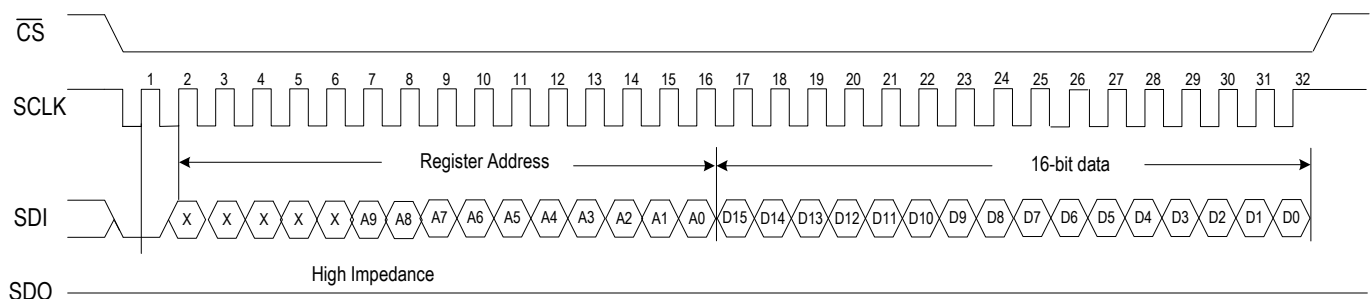 CS
1 2 3 4 5 6 7 8 9 10 11 12 13 14 15 16 17 18 19 20 21 22 23 24 25 26 27 28 29 30 31 32
SCLK
Register Address 16-bit data
SDI X X X X X A9 A8 A7 A6 A5 A4 A3 A2 A1 A0 D15 D14 D13 D12 D11 D10 D9 D8 D7 D6 D5 D4 D3 D2 D1 D0
High Impedance
SDO